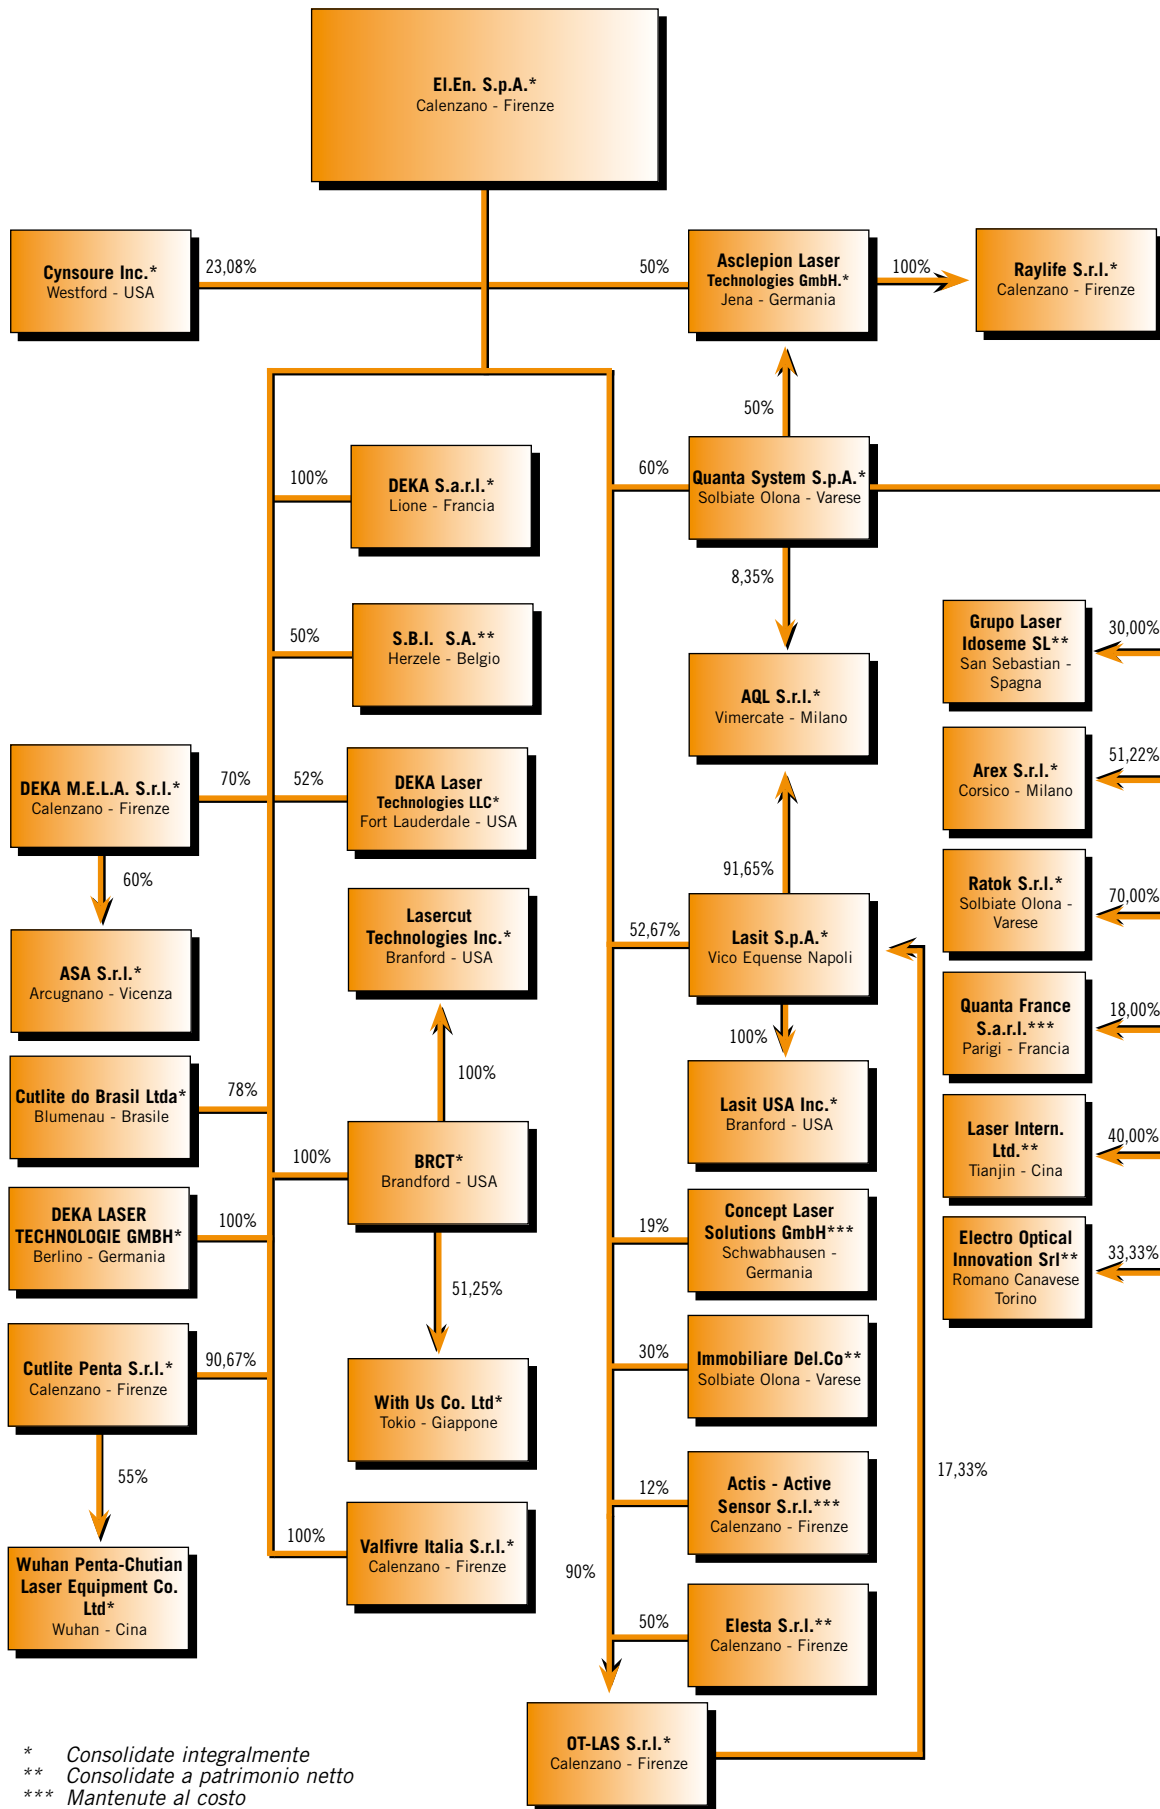 El.En. S.p.A.*
Calenzano - Firenze
Cynsoure Inc.*
Westford - USA
23,08%
50%
Asclepion Laser
Technologies GmbH.*
Jena - Germania
100%
Raylife S.r.l.*
Calenzano - Firenze
50%
100%
DEKA S.a.r.l.*
Lione - Francia
60%
Quanta System S.p.A.*
Solbiate Olona - Varese
8,35%
50%
S.B.I. S.A.**
Herzele - Belgio
AQL S.r.l.*
Vimercate - Milano
Grupo Laser
Idoseme SL**
San Sebastian -
Spagna
30,00%
DEKA M.E.L.A. S.r.l.*
Calenzano - Firenze
70%
52%
DEKA Laser
Technologies LLC*
Fort Lauderdale - USA
Arex S.r.l.*
Corsico - Milano
51,22%
60%
91,65%
Ratok S.r.l.*
Solbiate Olona -
Varese
70,00%
Lasercut
Technologies Inc.*
Branford - USA
52,67%
Lasit S.p.A.*
Vico Equense Napoli
ASA S.r.l.*
Arcugnano - Vicenza
Quanta France
S.a.r.l.***
Parigi - Francia
18,00%
100%
100%
Cutlite do Brasil Ltda*
Blumenau - Brasile
78%
Lasit USA Inc.*
Branford - USA
Laser Intern.
Ltd.**
Tianjin - Cina
40,00%
100%
BRCT*
Brandford - USA
DEKA LASER
TECHNOLOGIE GMBH*
Berlino - Germania
100%
19%
Concept Laser
Solutions GmbH***
Schwabhausen -
Germania
Electro Optical
Innovation Srl**
Romano Canavese
Torino
33,33%
51,25%
Cutlite Penta S.r.l.*
Calenzano - Firenze
90,67%
30%
Immobiliare Del.Co**
Solbiate Olona - Varese
With Us Co. Ltd*
Tokio - Giappone
55%
12%
Actis - Active
Sensor S.r.l.***
Calenzano - Firenze
17,33%
Wuhan Penta-Chutian
Laser Equipment Co.
Ltd*
Wuhan - Cina
100%
Valfivre Italia S.r.l.*
Calenzano - Firenze
90%
50%
Elesta S.r.l.**
Calenzano - Firenze
OT-LAS S.r.l.*
Calenzano - Firenze
* Consolidate integralmente
** Consolidate a patrimonio netto
*** Mantenute al costo